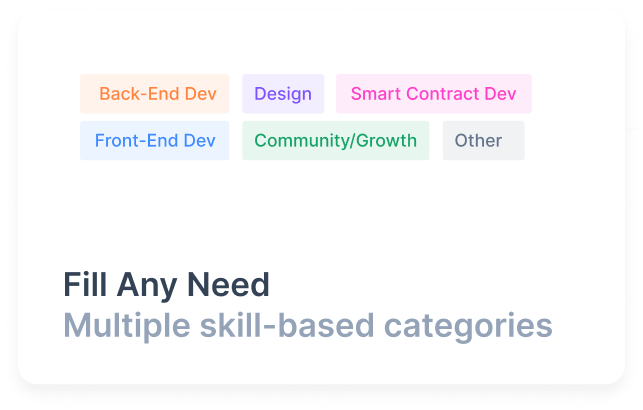 Back-End Dev Design Smart Contract Dev
Front-End Dev Community/Growth Other
Fill Any Need
Multiple skill-based categories